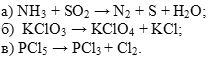 а) NH3 + SO2 → N2 + S + H2O;
б) KClO3 → KClO4 + KCl;
в) PCl5 → PCl3 + Cl2.